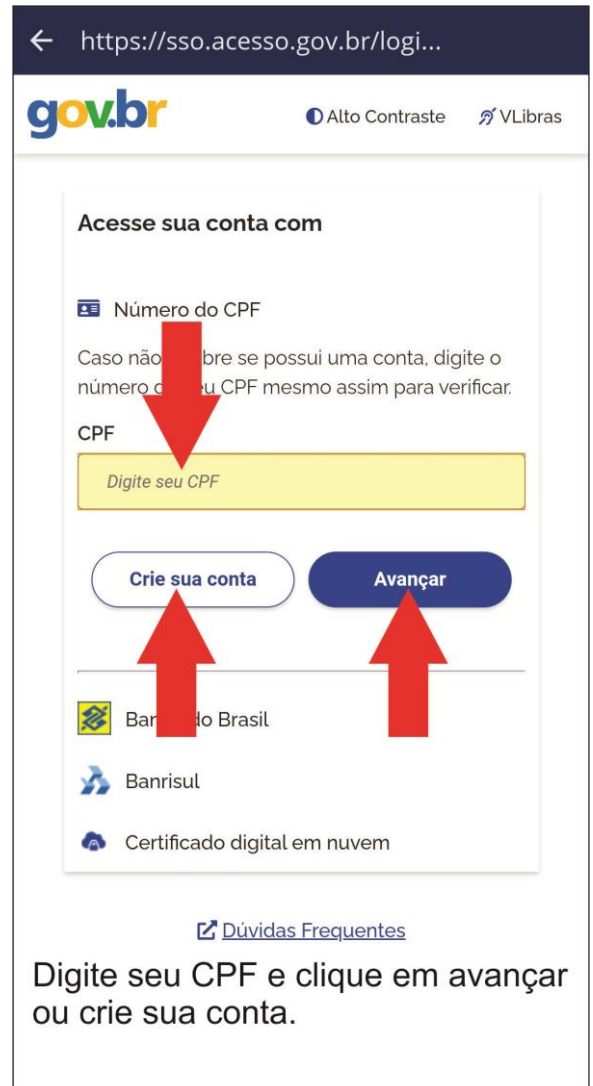 https://sso.acesso.gov.br/logi...
gov.br
Alto Contraste
VLibras
Acesse sua conta com
Número do CPF
Caso não bre se possui uma conta, digite o
número u CPF mesmo assim para verificar.
CPF
Digite seu CPF
Crie sua conta
Avançar
Ban do Brasil
Banrisul
Certificado digital em nuvem
Dúvidas Frequentes
Digite seu CPF e clique em avançar
ou crie sua conta.